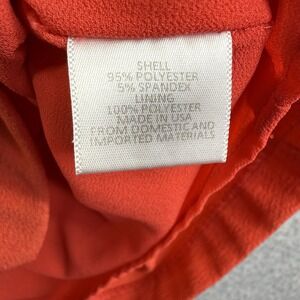 SHELL
95% POLYESTER
5% SPANDEX
LINING
100% POLYESTER
MADE IN USA
FROM DOMESTIC AND
IMPORTED MATERIALS